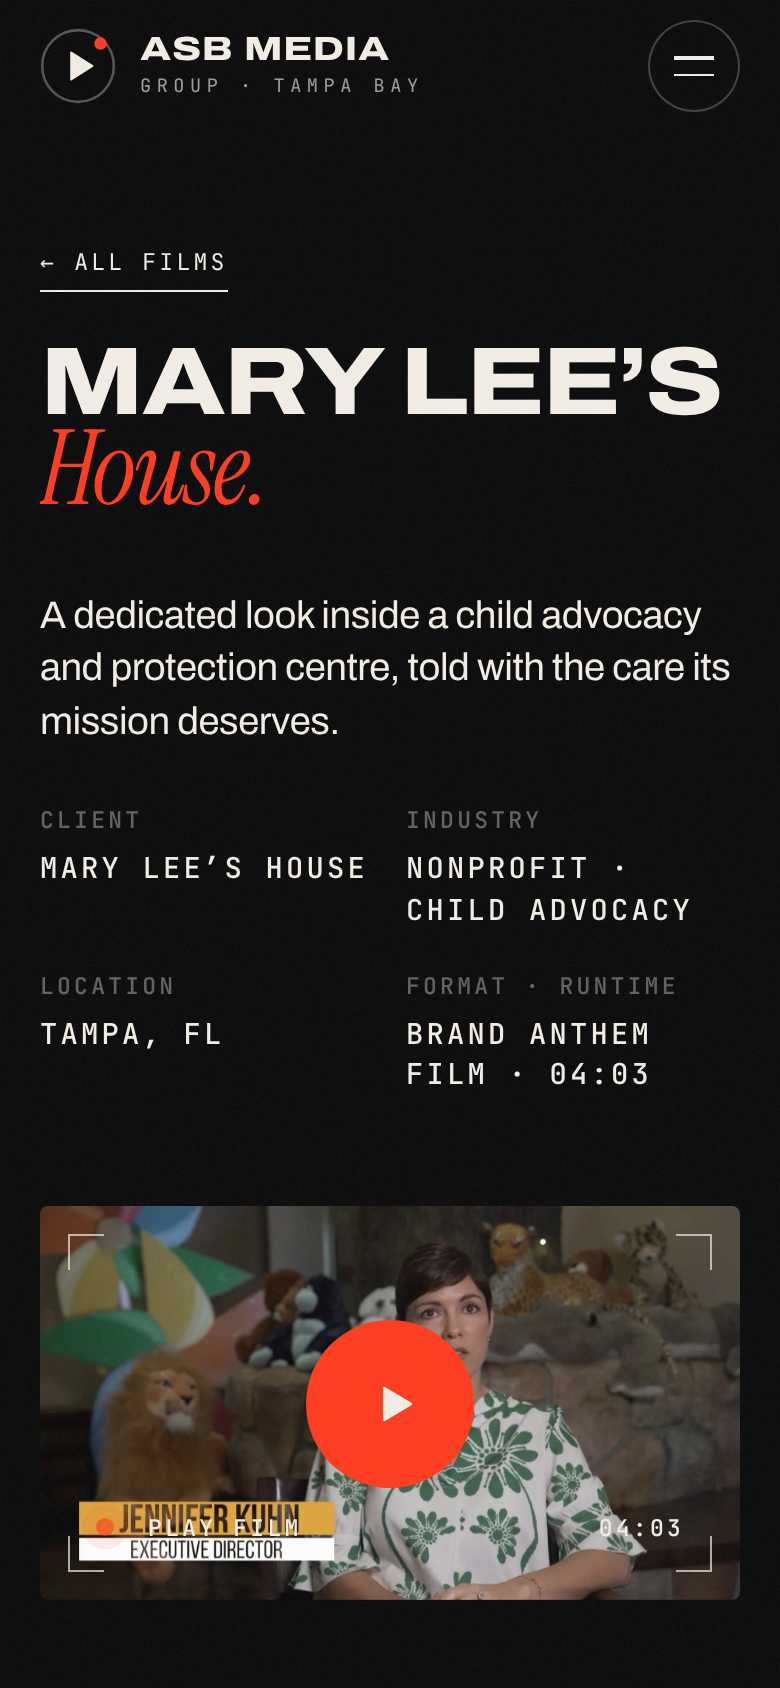 ASB MEDIA
GROUP · TAMPA BAY
← ALL FILMS
MARY LEE’S
House.
A dedicated look inside a child advocacy
and protection centre, told with the care its
mission deserves.
CLIENT
MARY LEE’S HOUSE
INDUSTRY
NONPROFIT ·
CHILD ADVOCACY
LOCATION
TAMPA, FL
FORMAT · RUNTIME
BRAND ANTHEM
FILM · 04:03
JENNIFER KUHN
PLAY FILM
04:03
EXECUTIVE DIRECTOR